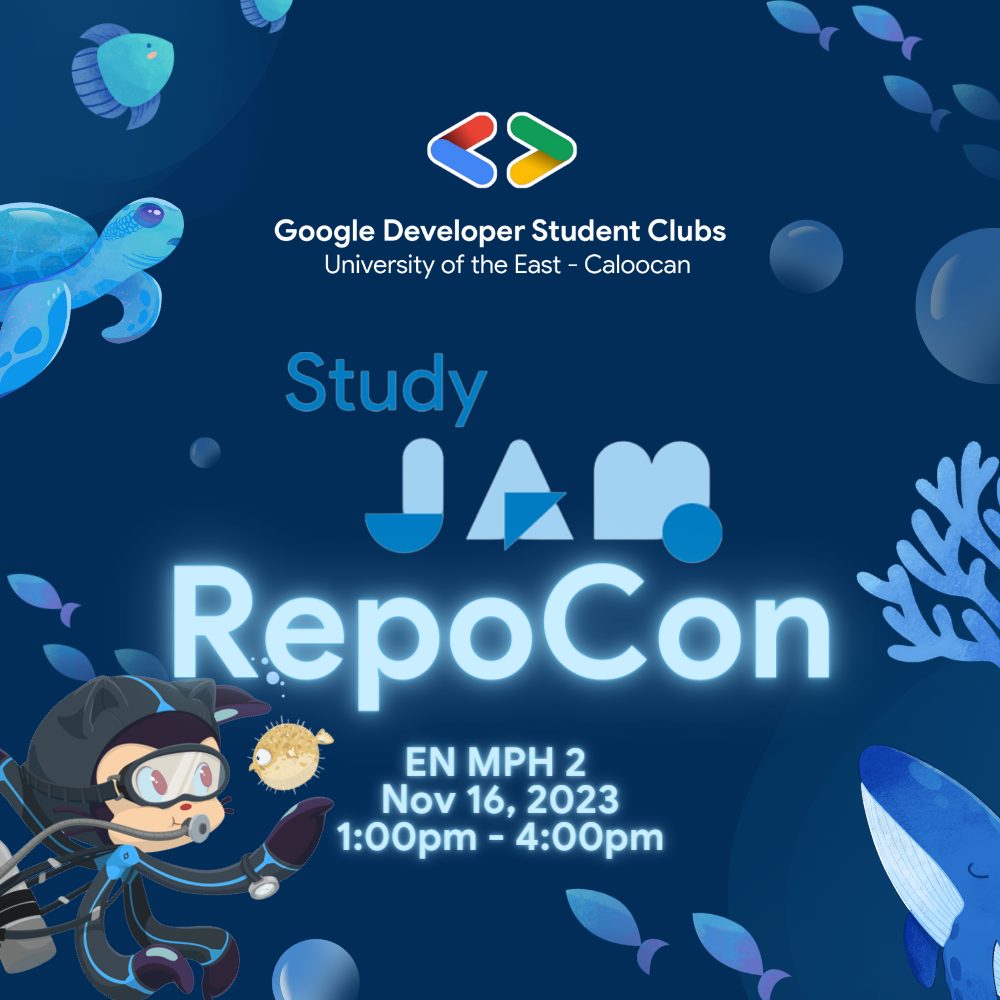 Google Developer Student Clubs
University of the East - Caloocan
Study
JAM
RepoCon
EN MPH 2
Nov 16, 2023
1:00pm - 4:00pm